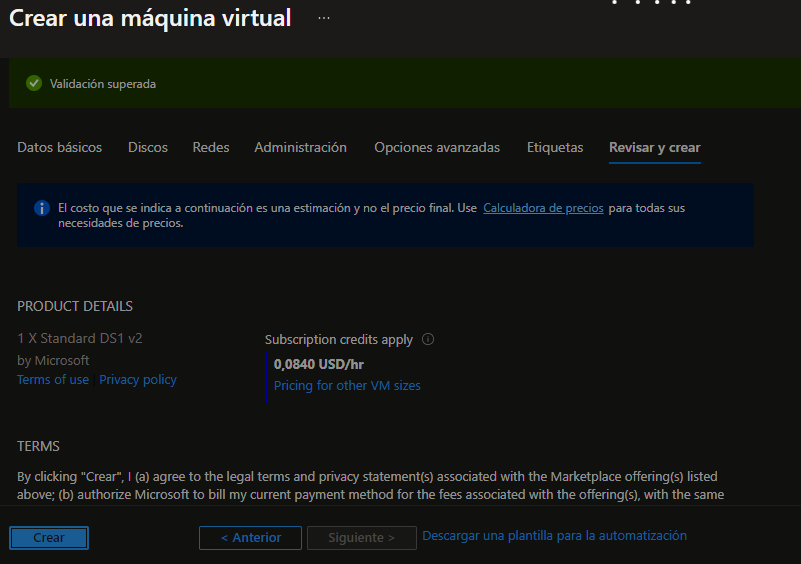 Crear una máquina virtual ...
Validación superada
Datos básicos Discos Redes Administración Opciones avanzadas Etiquetas Revisar y crear
El costo que se indica a continuación es una estimación y no el precio final. Use Calculadora de precios para todas sus
necesidades de precios.
PRODUCT DETAILS
1 X Standard DS1 v2
by Microsoft
Terms of use Privacy policy
Subscription credits apply
0,0840 USD/hr
Pricing for other VM sizes
TERMS
By clicking "Crear", I (a) agree to the legal terms and privacy statement(s) associated with the Marketplace offering(s) listed
above; (b) authorize Microsoft to bill my current payment method for the fees associated with the offering(s), with the same
Crear < Anterior Siguiente > Descargar una plantilla para la automatización